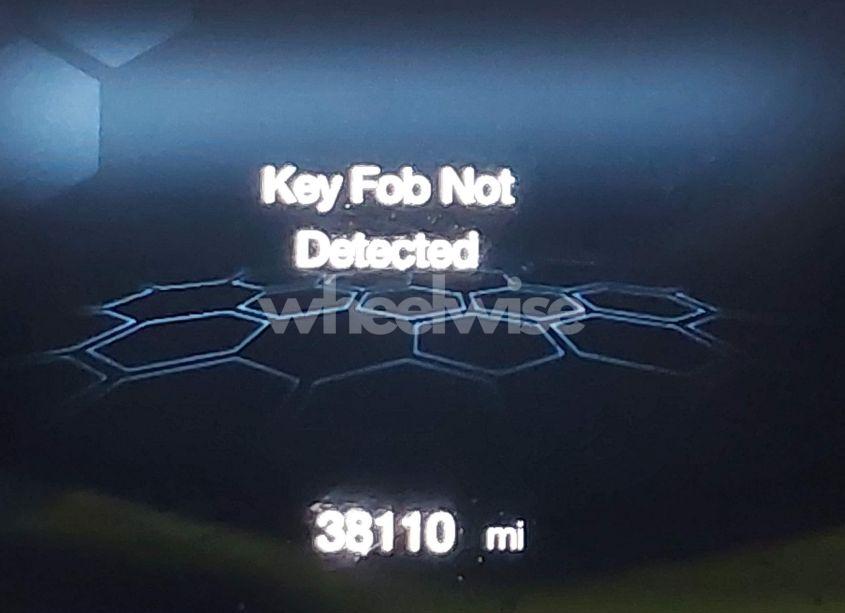 Key Fob Not
Detected
wheelwise
38110 mi